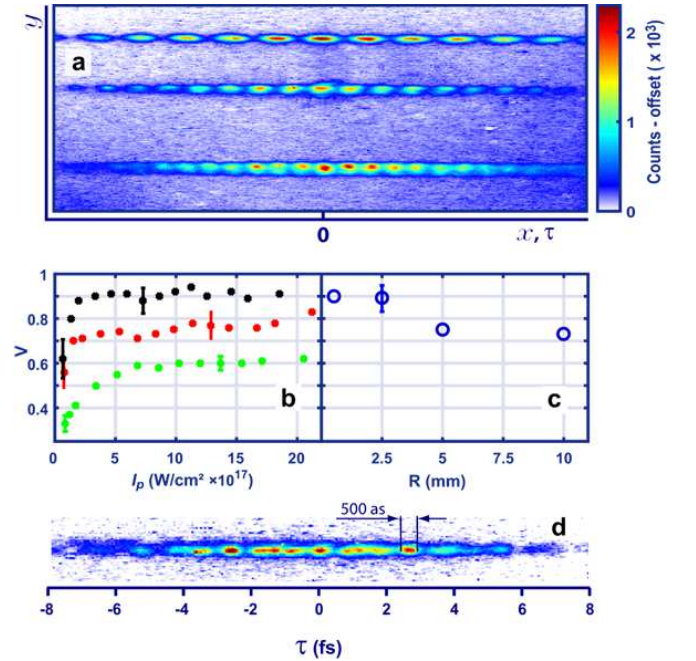 y
a
0
x, τ
2
1
0
Counts - offset ( × 10³)
1
0.8
0.6
0.4
V
b
c
0 5 10 15 20 0 2.5 5 7.5 10
I_p (W/cm² ×10¹⁷) R (mm)
500 as
d
-8 -6 -4 -2 0 2 4 6 8
τ (fs)